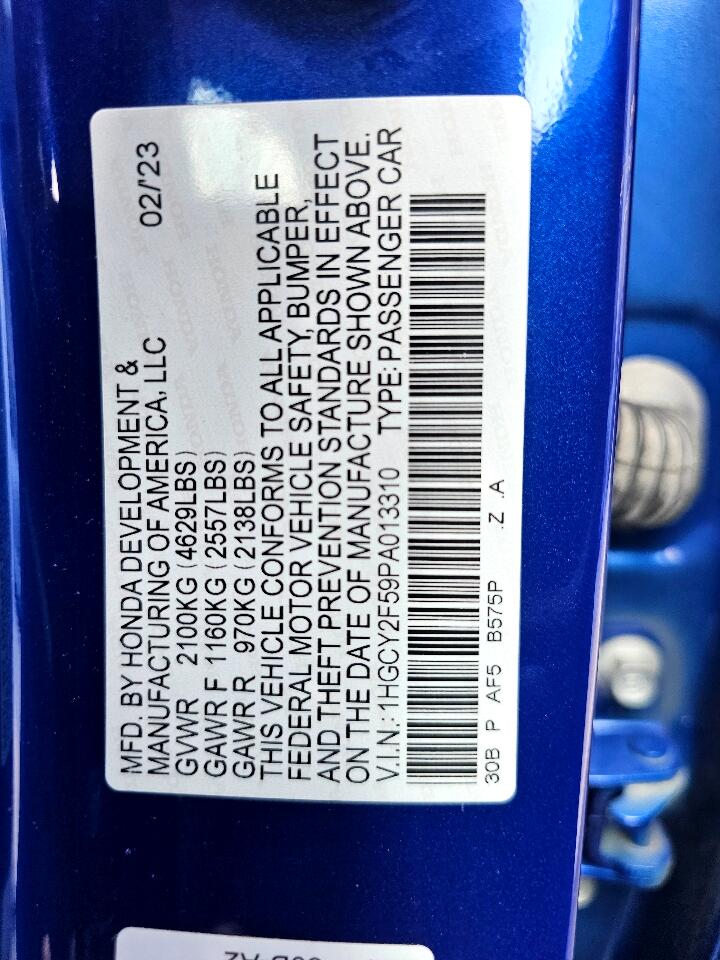 MFD. BY HONDA DEVELOPMENT &
MANUFACTURING OF AMERICA, LLC 02/'23
GVWR 2100KG (4629LBS)
GAWR F 1160KG (2557LBS)
GAWR R 970KG (2138LBS)
THIS VEHICLE CONFORMS TO ALL APPLICABLE
FEDERAL MOTOR VEHICLE SAFETY, BUMPER,
AND THEFT PREVENTION STANDARDS IN EFFECT
ON THE DATE OF MANUFACTURE SHOWN ABOVE.
V.I.N.: 1HGCY2F59PA013310 TYPE: PASSENGER CAR
30B P AF5 B575P .Z .A